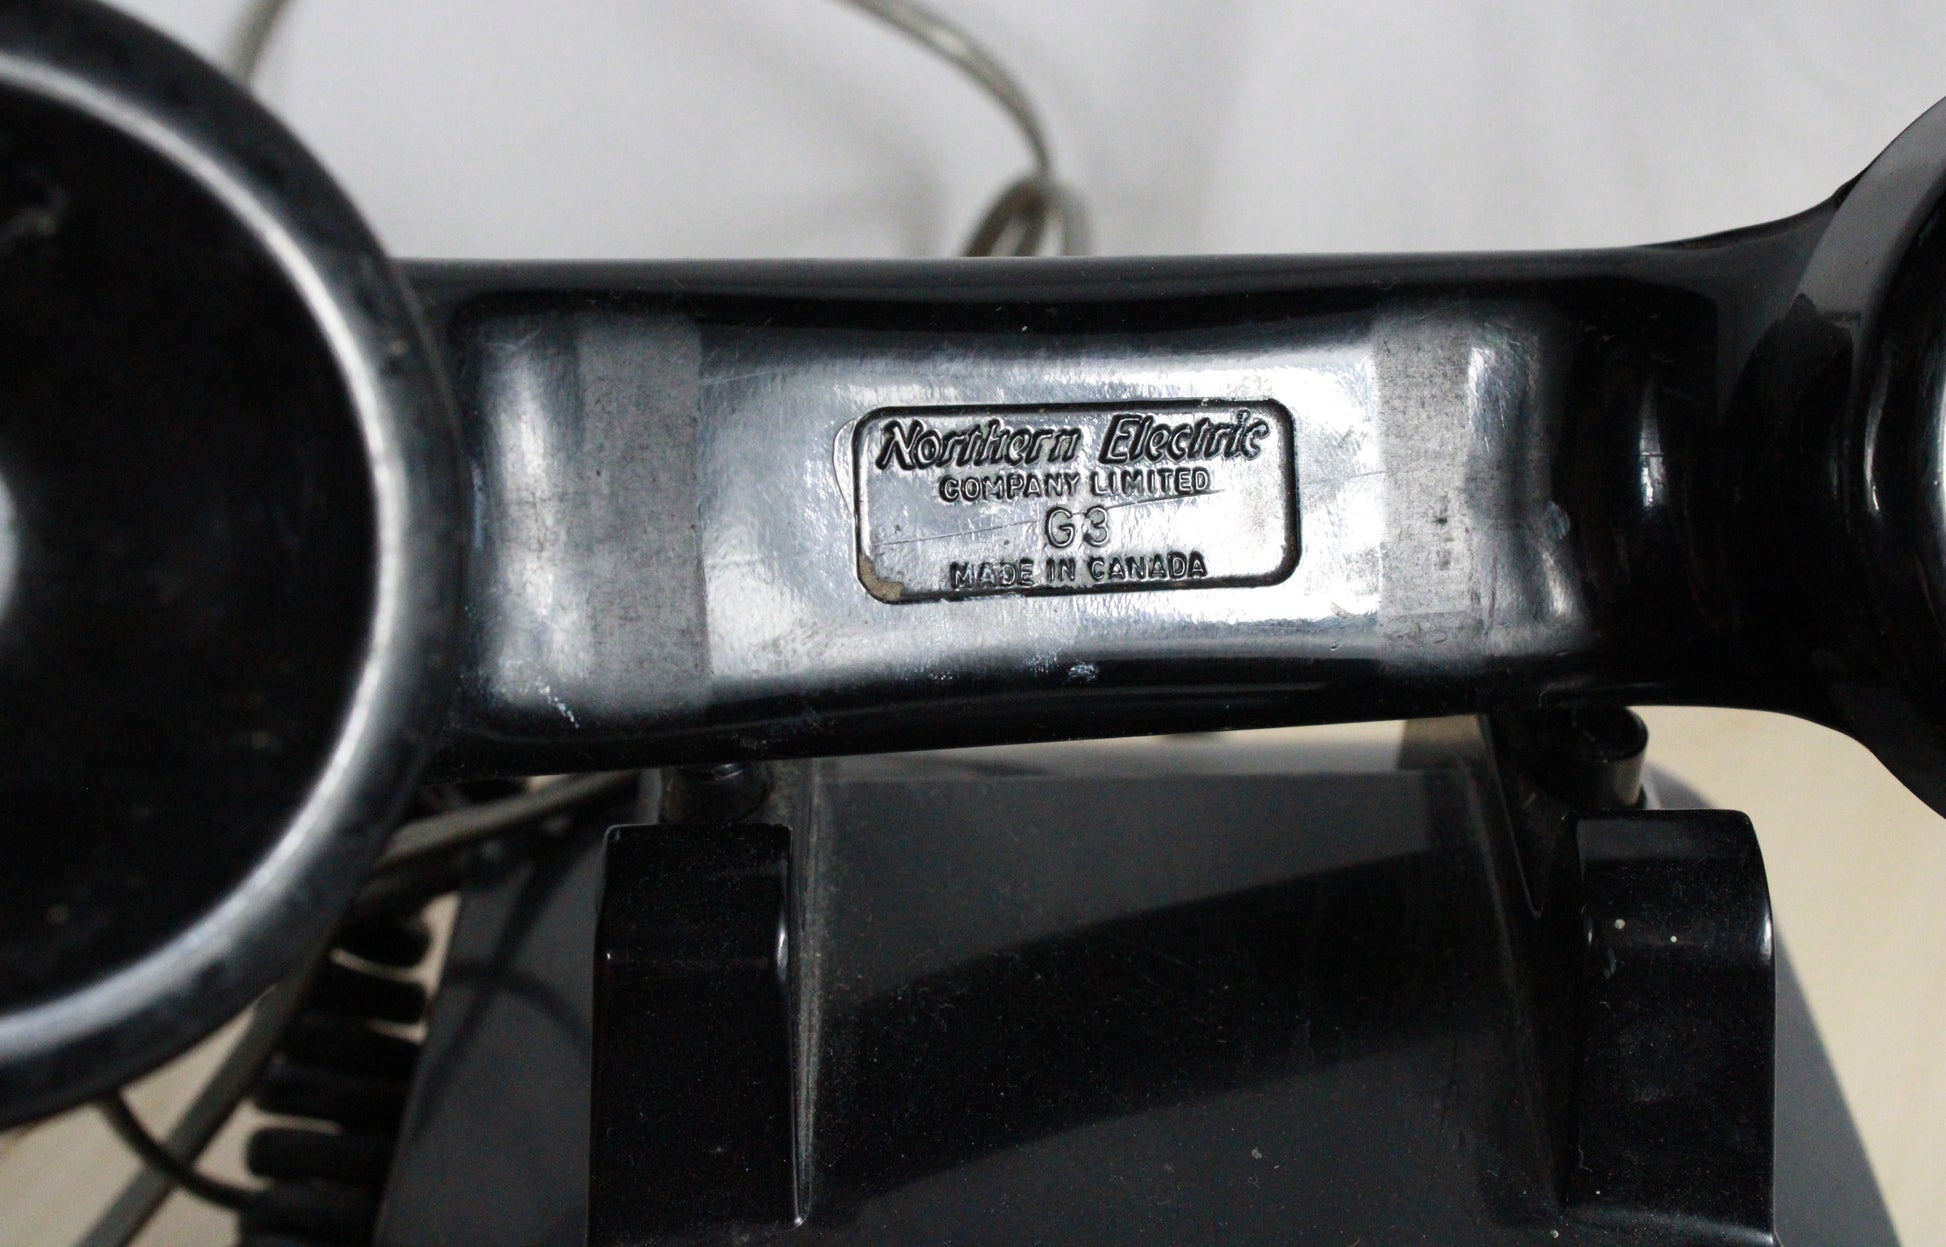 Northern Electric
COMPANY LIMITED
G3
MADE IN CANADA